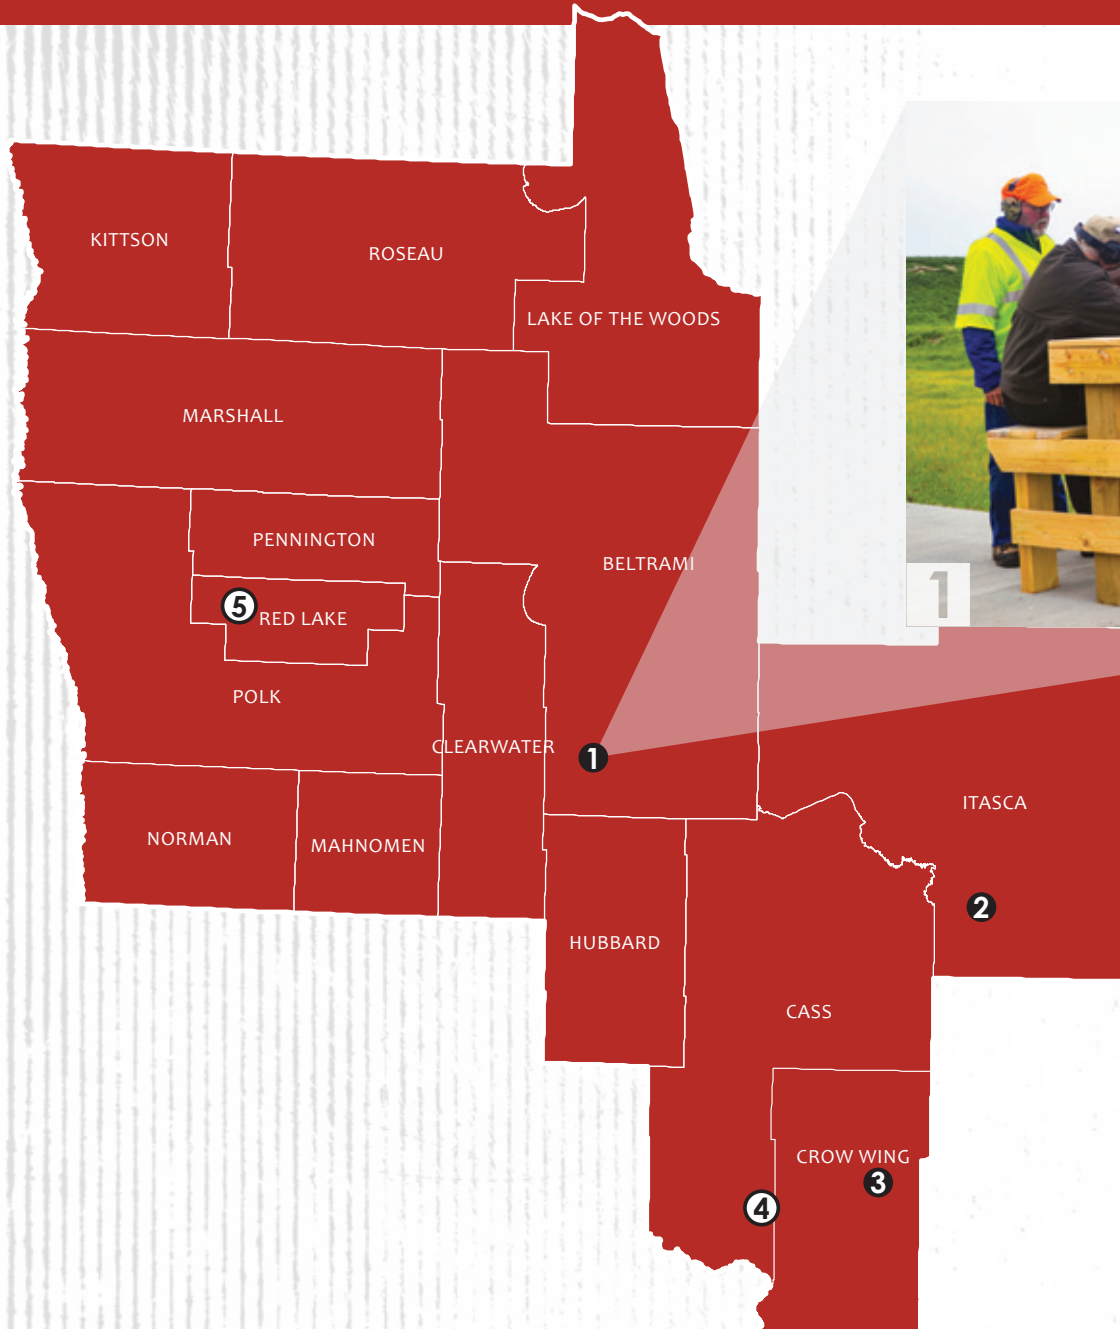 KITTSON
ROSEAU
LAKE OF THE WOODS
MARSHALL
PENNINGTON
BELTRAMI
1
5
RED LAKE
POLK
CLEARWATER
1
ITASCA
NORMAN
MAHNOMEN
2
HUBBARD
CASS
CROW WING
3
4